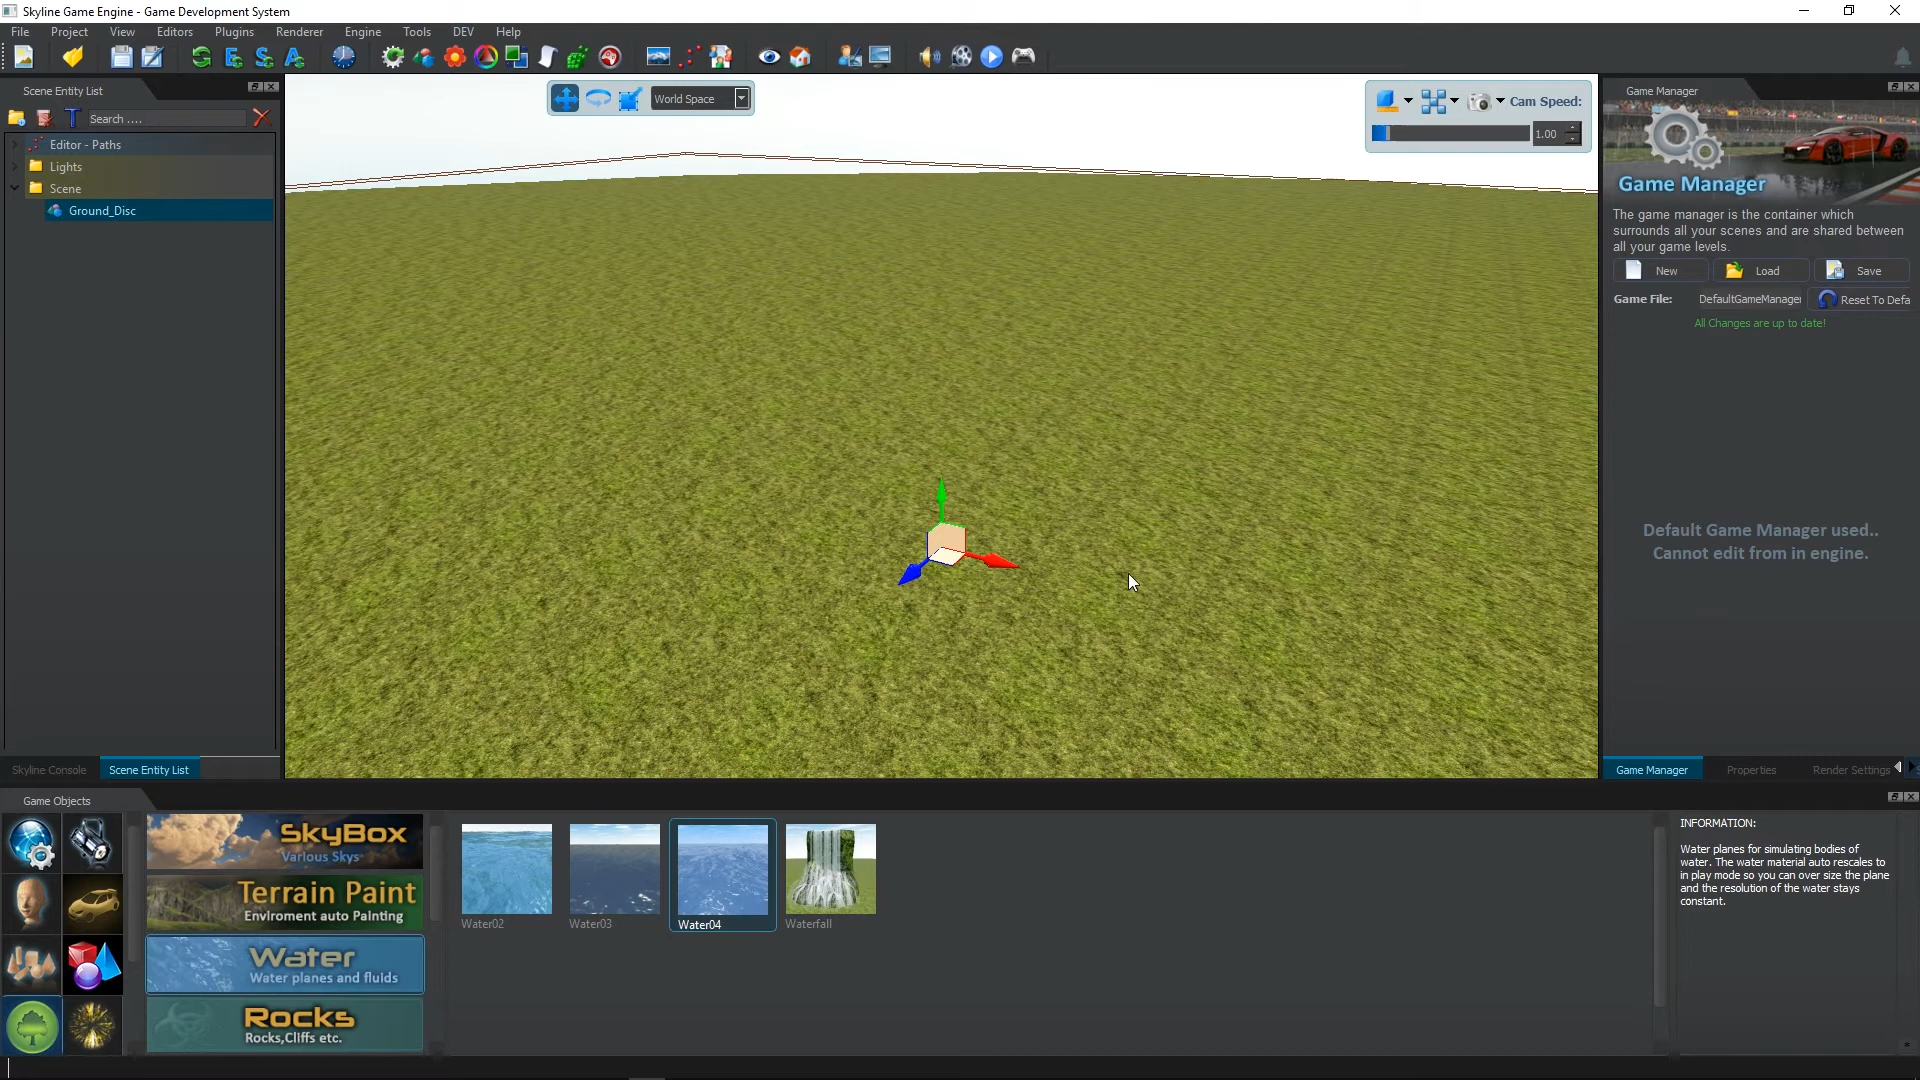 Skyline Game Engine - Game Development System
File Project View Editors Plugins Renderer Engine Tools DEV Help
Scene Entity List
Search ....
Editor - Paths
Lights
Scene
Ground_Disc
World Space
Cam Speed:
1.00
Game Manager
Game Manager
The game manager is the container which
surrounds all your scenes and are shared between
all your game levels.
New Load Save
Game File: DefaultGameManager Reset To Defa
All Changes are up to date!
Default Game Manager used..
Cannot edit from in engine.
Skyline Console Scene Entity List
Game Manager Properties Render Settings
Game Objects
SkyBox
Various Skys
Terrain Paint
Enviroment auto Painting
Water
Water planes and fluids
Rocks
Rocks,Cliffs etc.
Water02 Water03 Water04 Waterfall
INFORMATION:
Water planes for simulating bodies of
water. The water material auto rescales to
in play mode so you can over size the plane
and the resolution of the water stays
constant.